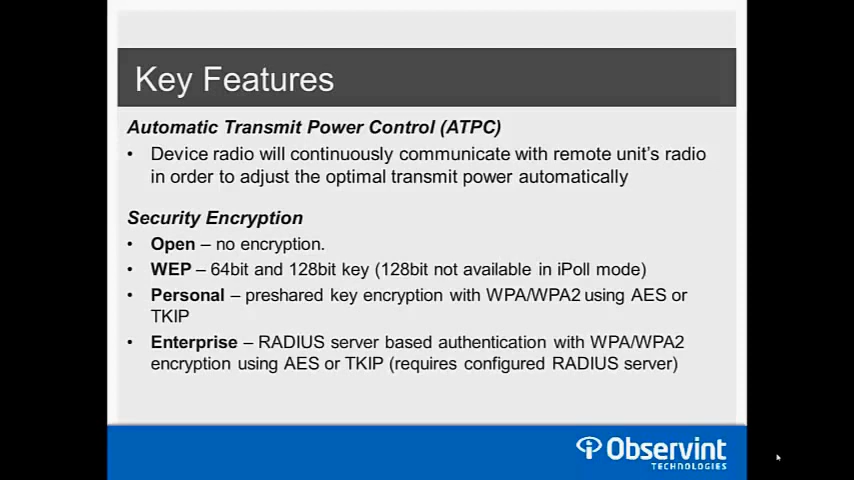 Key Features
Automatic Transmit Power Control (ATPC)
• Device radio will continuously communicate with remote unit's radio
in order to adjust the optimal transmit power automatically
Security Encryption
• Open – no encryption.
• WEP – 64bit and 128bit key (128bit not available in iPoll mode)
• Personal – preshared key encryption with WPA/WPA2 using AES or
TKIP
• Enterprise – RADIUS server based authentication with WPA/WPA2
encryption using AES or TKIP (requires configured RADIUS server)
Observint
TECHNOLOGIES